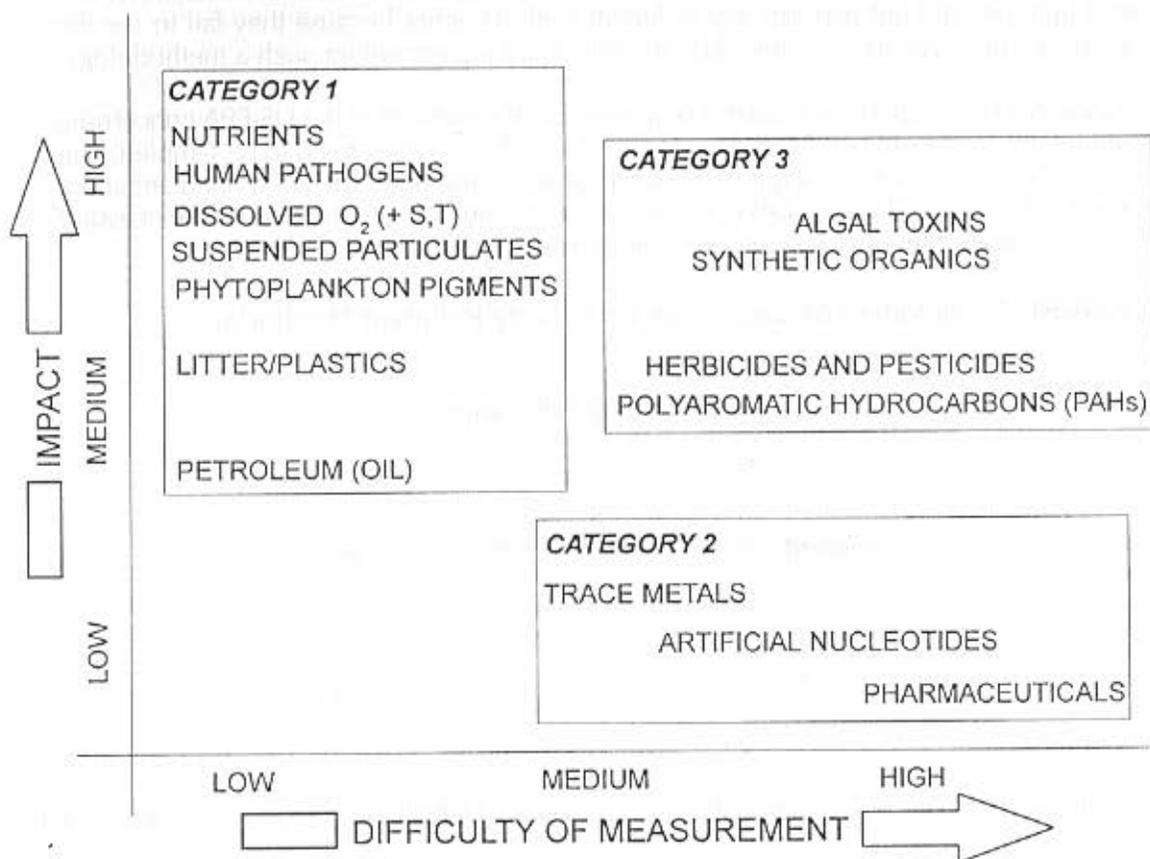 CATEGORY 1
NUTRIENTS
HUMAN PATHOGENS
DISSOLVED O₂ (+ S,T)
SUSPENDED PARTICULATES
PHYTOPLANKTON PIGMENTS
LITTER/PLASTICS
PETROLEUM (OIL)
CATEGORY 3
ALGAL TOXINS
SYNTHETIC ORGANICS
HERBICIDES AND PESTICIDES
POLYAROMATIC HYDROCARBONS (PAHs)
CATEGORY 2
TRACE METALS
ARTIFICIAL NUCLEOTIDES
PHARMACEUTICALS
IMPACT
HIGH
MEDIUM
LOW
LOW MEDIUM HIGH
DIFFICULTY OF MEASUREMENT